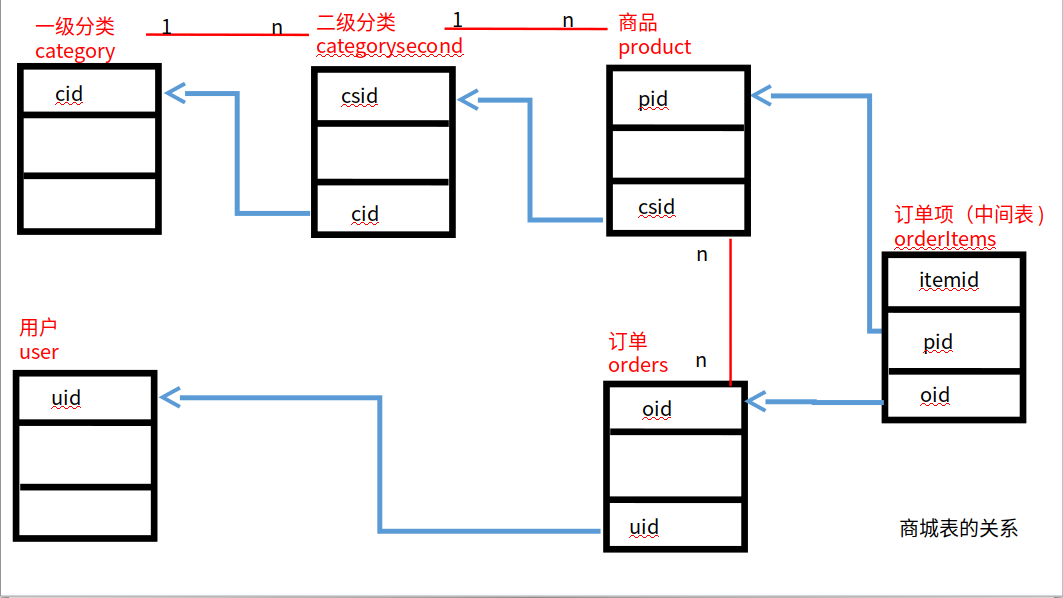 一级分类
category
1
n
二级分类
categorysecond
1
n
商品
product
cid
csid
cid
pid
csid
n
订单项（中间表)
orderItems
itemid
pid
oid
用户
user
uid
订单
orders
n
oid
uid
商城表的关系